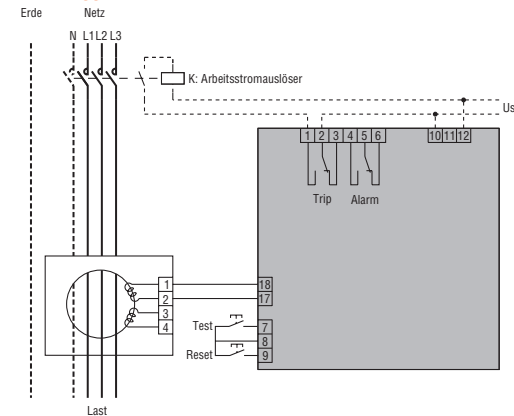 Erde Netz
N L1 L2 L3
K: Arbeitsstromauslöser
Us
1 2 3 4 5 6 10 11 12
Trip Alarm
1 18
2 17
3
4
Test 7
8
Reset 9
Last